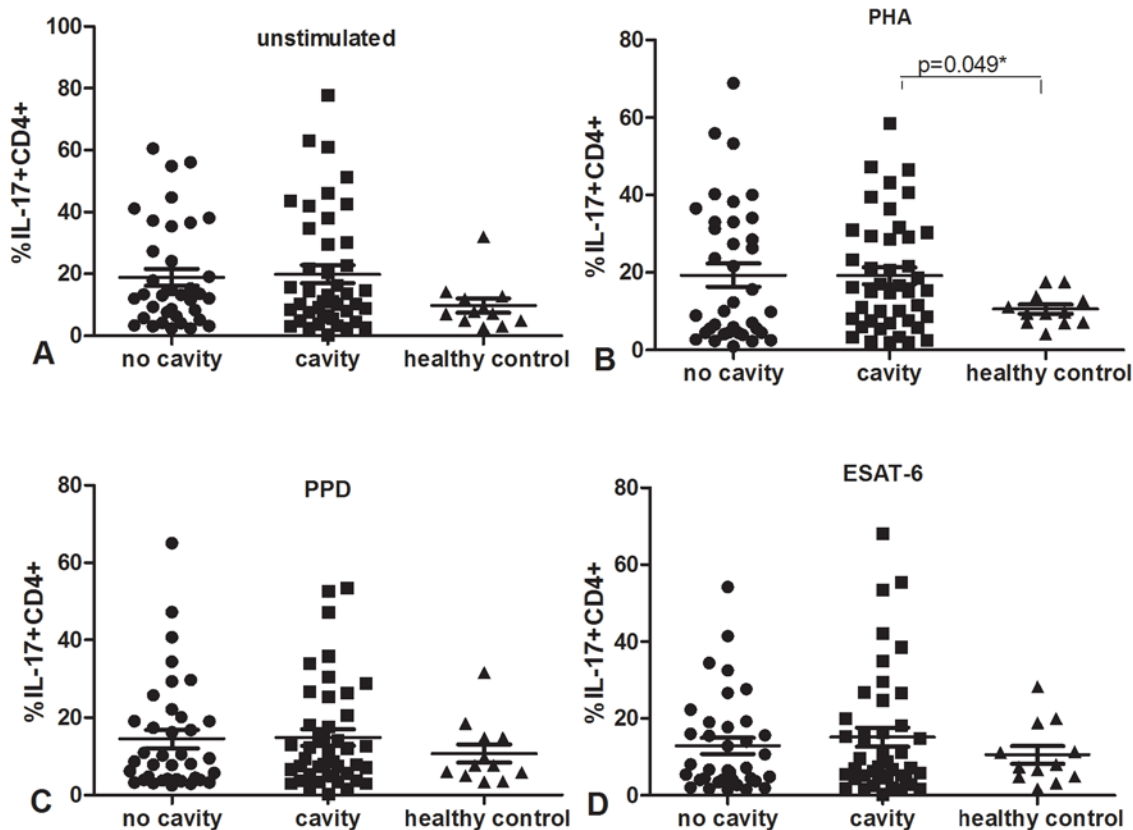 unstimulated
%IL-17+CD4+
100
80
60
40
20
0
A
no cavity cavity healthy control
PHA
%IL-17+CD4+
80
60
40
20
0
p=0.049*
B
no cavity cavity healthy control
PPD
%IL-17+CD4+
80
60
40
20
0
C
no cavity cavity healthy control
ESAT-6
%IL-17+CD4+
80
60
40
20
0
D
no cavity cavity healthy control